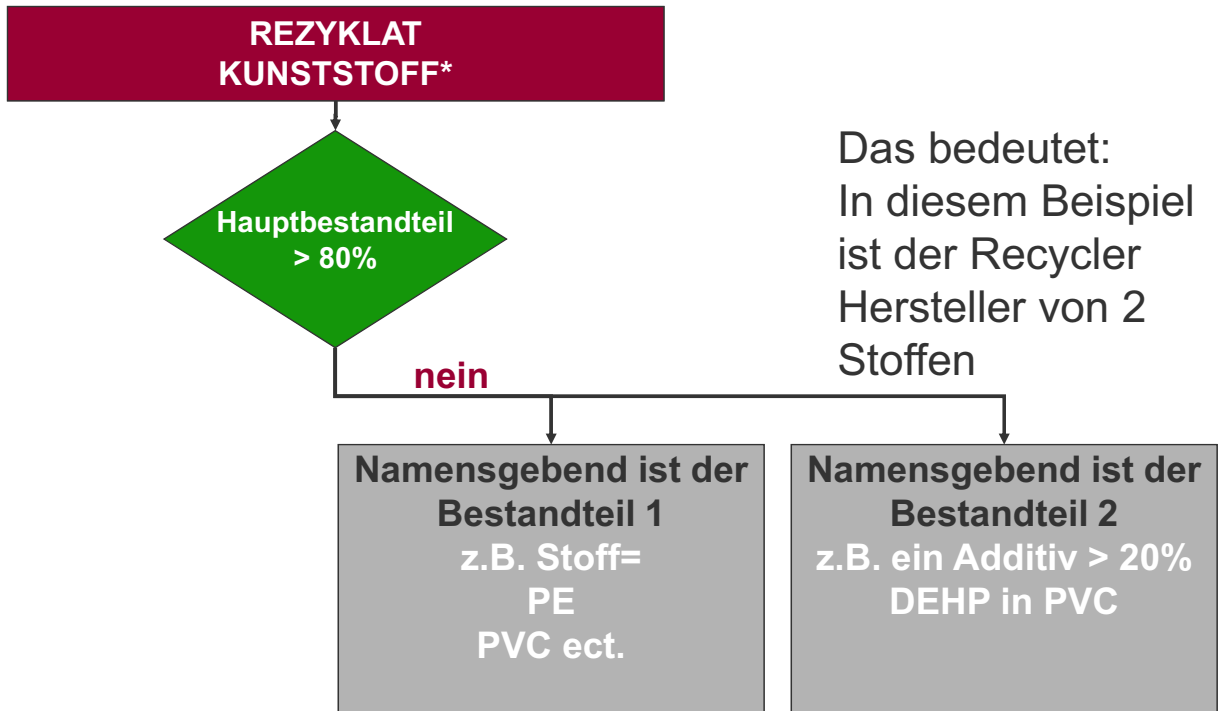 REZYKLAT
KUNSTSTOFF*
Hauptbestandteil
> 80%
Das bedeutet:
In diesem Beispiel
ist der Recycler
Hersteller von 2
Stoffen
nein
Namensgebend ist der
Bestandteil 1
z.B. Stoff=
PE
PVC ect.
Namensgebend ist der
Bestandteil 2
z.B. ein Additiv > 20%
DEHP in PVC